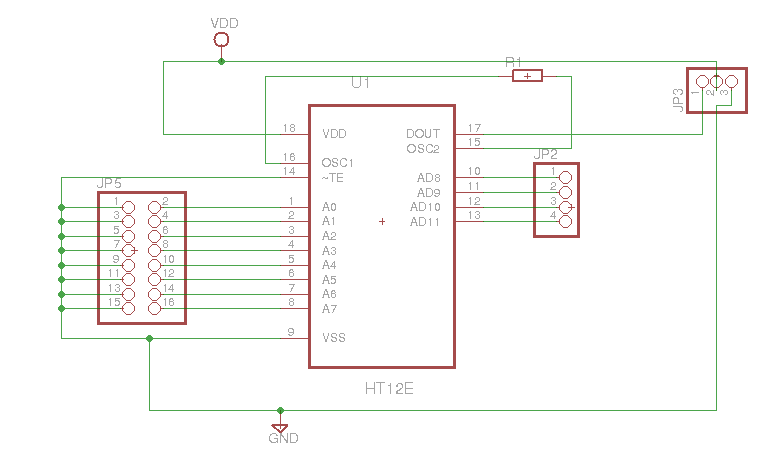 VDD
R1
U1
JP3
1
2
3
18 VDD DOUT 17
OSC2 15
16 OSC1
14 ~TE
JP2
JP5
AD8 10 1
AD9 11 2
AD10 12 3
AD11 13 4
1 2 1 A0
3 4 2 A1
5 6 3 A2
7 8 4 A3
9 10 5 A4
11 12 6 A5
13 14 7 A6
15 16 8 A7
9 VSS
HT12E
GND